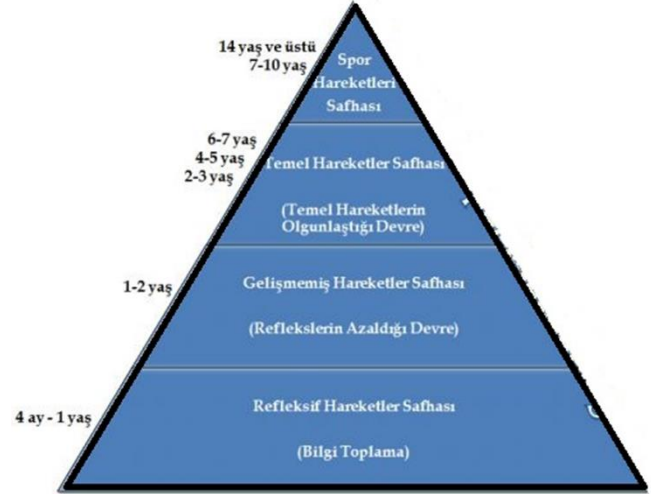 14 yaş ve üstü
7-10 yaş
Spor
Hareketleri
Safhası
6-7 yaş
4-5 yaş
2-3 yaş
Temel Hareketler Safhası
(Temel Hareketlerin
Olgunlaştığı Devre)
1-2 yaş
Gelişmemiş Hareketler Safhası
(Reflekslerin Azaldığı Devre)
4 ay - 1 yaş
Refleksif Hareketler Safhası
(Bilgi Toplama)